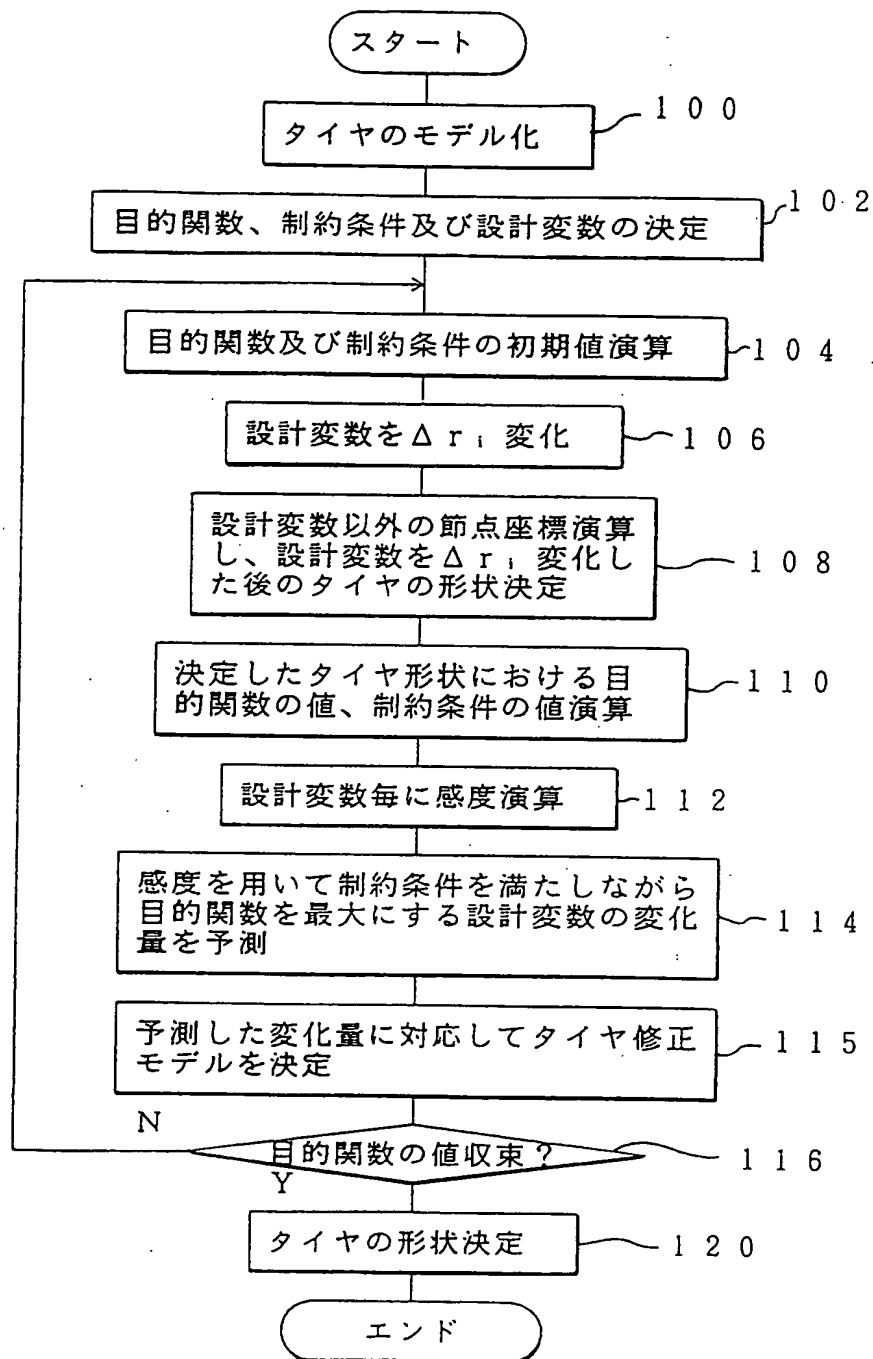 スタート
タイヤのモデル化
100
目的関数、制約条件及び設計変数の決定
102
目的関数及び制約条件の初期値演算
104
設計変数をΔrᵢ変化
106
設計変数以外の節点座標演算
し、設計変数をΔrᵢ変化し
た後のタイヤの形状決定
108
決定したタイヤ形状における目
的関数の値、制約条件の値演算
110
設計変数毎に感度演算
112
感度を用いて制約条件を満たしながら
目的関数を最大にする設計変数の変化
量を予測
114
予測した変化量に対応してタイヤ修正
モデルを決定
115
N
目的関数の値収束?
116
Y
タイヤの形状決定
120
エンド